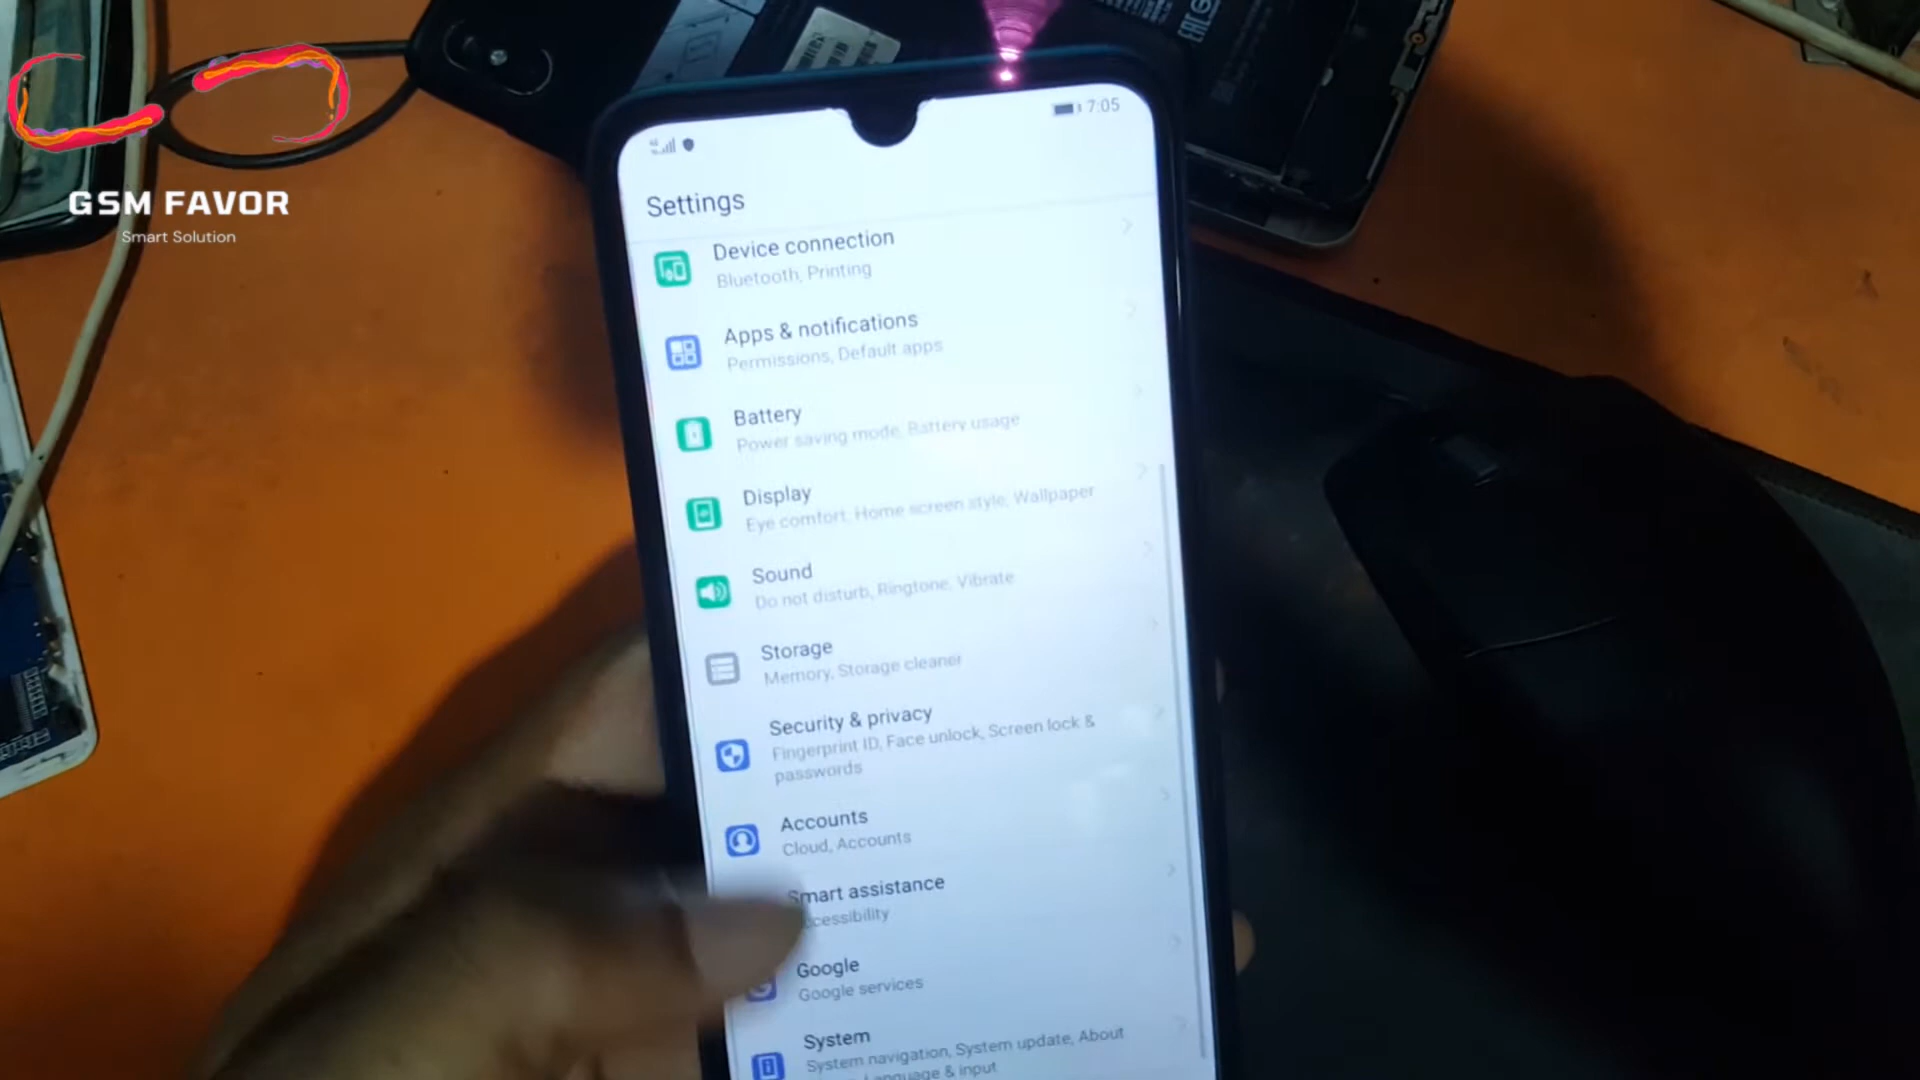 GSM FAVOR
Smart Solution
7:05
Settings
Device connection
Bluetooth, Printing
Apps & notifications
Permissions, Default apps
Battery
Power saving mode, Battery usage
Display
Eye comfort, Home screen style, Wallpaper
Sound
Do not disturb, Ringtone, Vibrate
Storage
Memory, Storage cleaner
Security & privacy
Fingerprint ID, Face unlock, Screen lock &
passwords
Accounts
Cloud, Accounts
Smart assistance
ccessibility
Google
Google services
System
System navigation, System update, About
Language & input
EAC